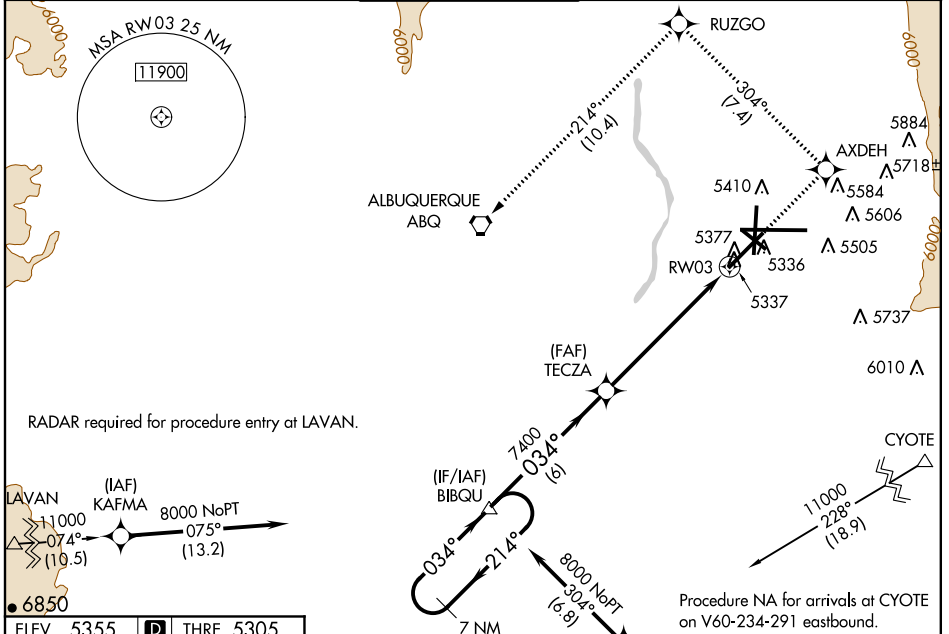 6000
MSA RW03 25 NM
11900
6000
RUZGO
6000
304°
(7.4)
214°
(10.4)
5884
AXDEH
5718±
5410
5584
ALBUQUERQUE
ABQ
5606
5377
5505
6000
RW03
5336
5337
5737
(FAF)
TECZA
6010
RADAR required for procedure entry at LAVAN.
7400
034°
(6)
CYOTE
(IF/IAF)
BIBQU
LAVAN
(IAF)
KAFMA
11000
074°
(10.5)
8000 NoPT
075°
(13.2)
11000
228°
(18.9)
034°
214°
8000 NoPT
304°
(6.8)
6850
7 NM
Procedure NA for arrivals at CYOTE
on V60-234-291 eastbound.
ELEV 5355 D THRE 5305